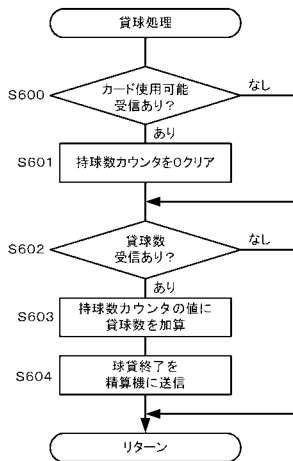 貸球処理
S600
カード使用可能
受信あり?
なし
あり
S601
持球数カウンタを0クリア
S602
貸球数
受信あり?
なし
あり
S603
持球数カウンタの値に
貸球数を加算
S604
球貸終了を
精算機に送信
リターン